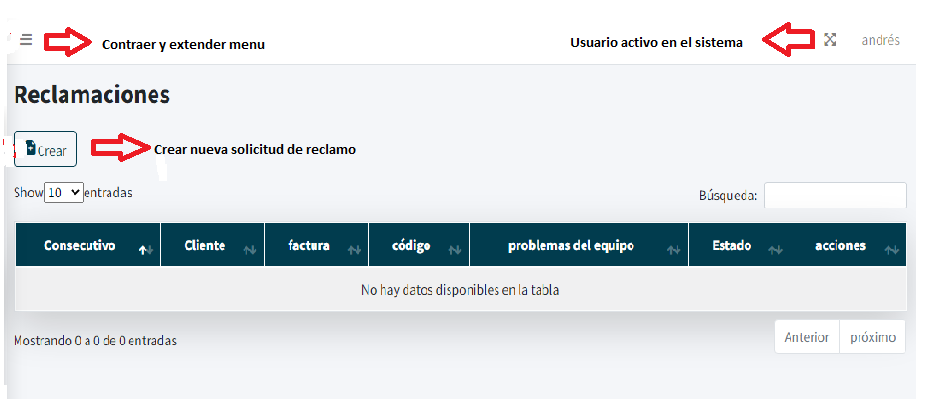 Contraer y extender menu
Usuario activo en el sistema
andrés
Reclamaciones
Crear
Crear nueva solicitud de reclamo
Show 10 entradas
Búsqueda:
Consecutivo Cliente factura código problemas del equipo Estado acciones
No hay datos disponibles en la tabla
Mostrando 0 a 0 de 0 entradas
Anterior próximo